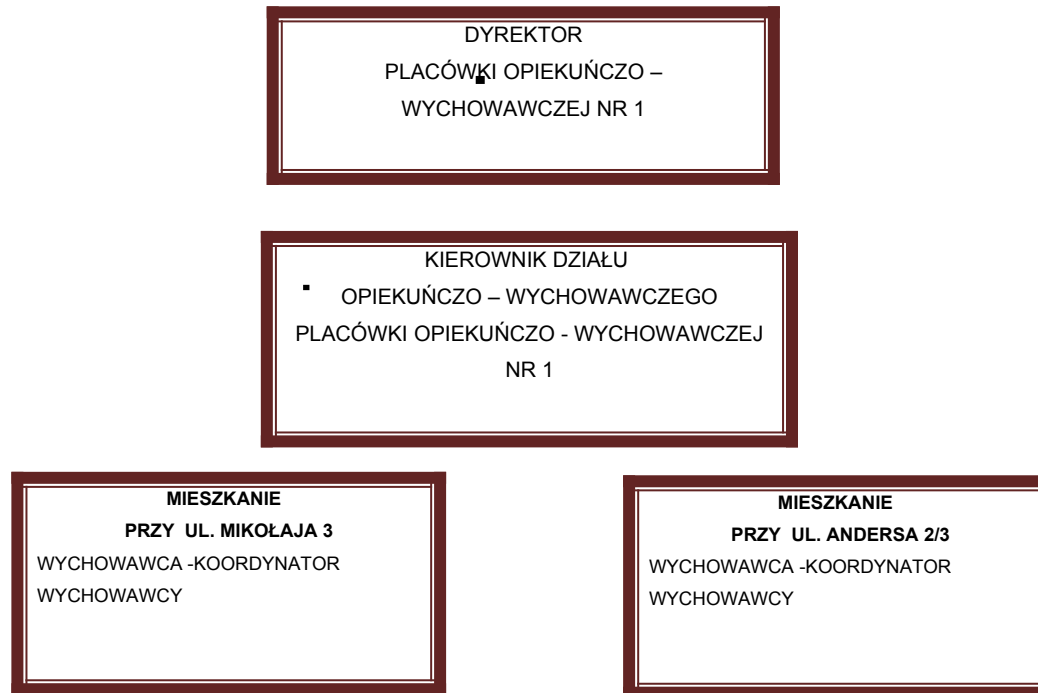 DYREKTOR
PLACÓWKI OPIEKUŃCZO –
WYCHOWAWCZEJ NR 1
KIEROWNIK DZIAŁU
OPIEKUŃCZO – WYCHOWAWCZEGO
PLACÓWKI OPIEKUŃCZO - WYCHOWAWCZEJ
NR 1
MIESZKANIE
PRZY UL. MIKOŁAJA 3
WYCHOWAWCA -KOORDYNATOR
WYCHOWAWCY
MIESZKANIE
PRZY UL. ANDERSA 2/3
WYCHOWAWCA -KOORDYNATOR
WYCHOWAWCY